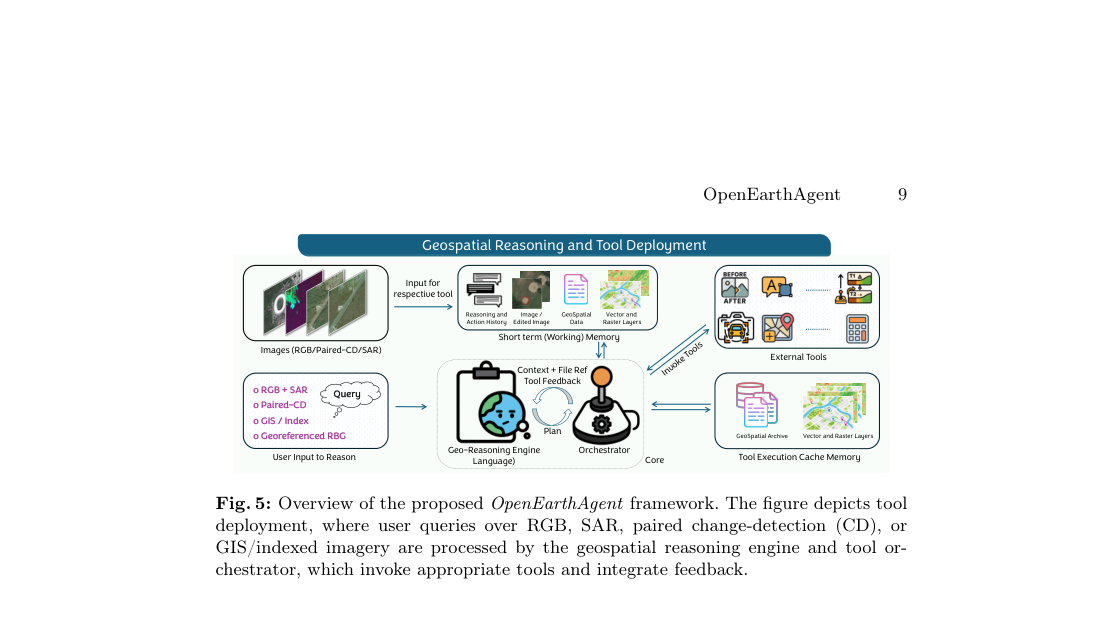 OpenEarthAgent 9
Geospatial Reasoning and Tool Deployment
Images (RGB/Paired-CD/SAR)
Input for
respective tool
Reasoning and
Action History
Image /
Edited Image
GeoSpatial
Data
Vector and
Raster Layers
Short term (Working) Memory
BEFORE
AFTER
A
T1
T2
External Tools
Invoke Tools
o RGB + SAR
o Paired-CD
o GIS / Index
o Georeferenced RBG
Query
User Input to Reason
Context + File Ref
Tool Feedback
Plan
Geo-Reasoning Engine
Language)
Orchestrator
Core
GeoSpatial Archive
Vector and Raster Layers
Tool Execution Cache Memory
Fig. 5: Overview of the proposed OpenEarthAgent framework. The figure depicts tool
deployment, where user queries over RGB, SAR, paired change-detection (CD), or
GIS/indexed imagery are processed by the geospatial reasoning engine and tool or-
chestrator, which invoke appropriate tools and integrate feedback.